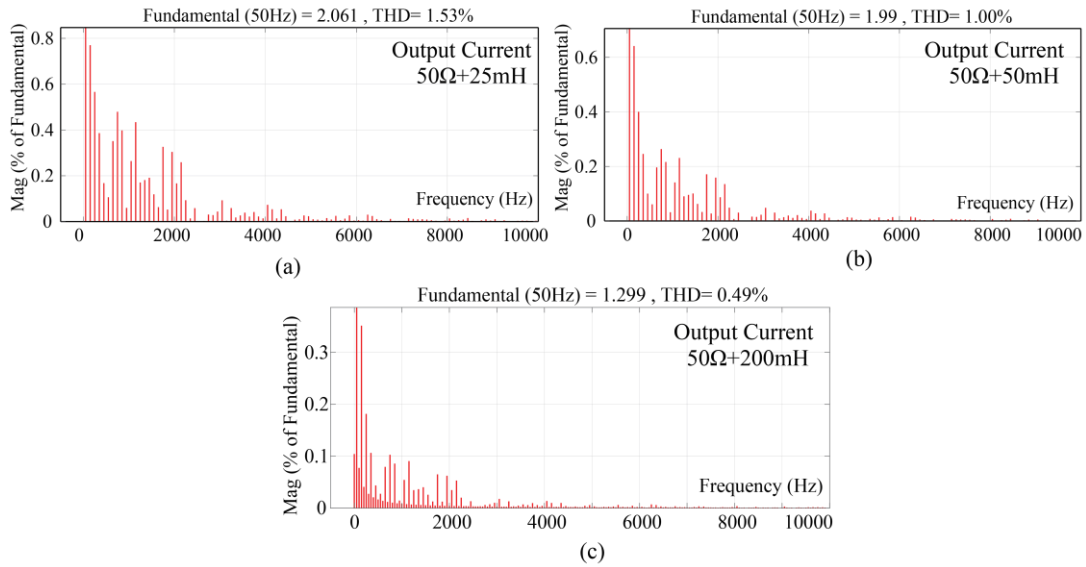 Fundamental (50Hz) = 2.061 , THD= 1.53%
Mag (% of Fundamental)
0.8
0.6
0.4
0.2
0
Output Current
50Ω+25mH
Frequency (Hz)
0 2000 4000 6000 8000 10000
(a)
Fundamental (50Hz) = 1.99 , THD= 1.00%
Mag (% of Fundamental)
0.6
0.4
0.2
0
Output Current
50Ω+50mH
Frequency (Hz)
0 2000 4000 6000 8000 10000
(b)
Fundamental (50Hz) = 1.299 , THD= 0.49%
Mag (% of Fundamental)
0.3
0.2
0.1
0
Output Current
50Ω+200mH
Frequency (Hz)
0 2000 4000 6000 8000 10000
(c)